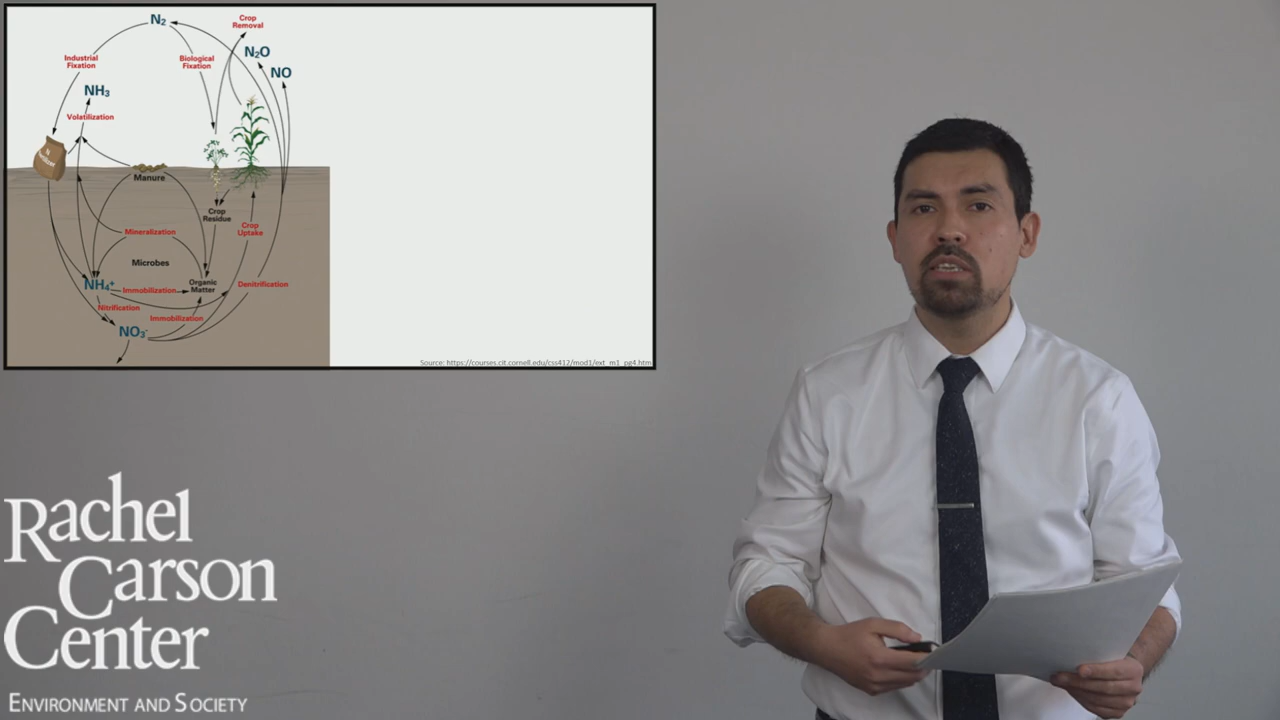 N₂
Crop
Removal
N₂O
NO
Industrial
Fixation
Biological
Fixation
NH₃
Volatilization
N
Fertilizer
Manure
Crop
Residue
Crop
Uptake
Mineralization
Microbes
NH₄⁺
Immobilization
Organic
Matter
Denitrification
Nitrification
Immobilization
NO₃⁻
Source: https://courses.cit.cornell.edu/css412/mod1/ext_m1_pg4.htm
Rachel
Carson
Center
Environment and Society